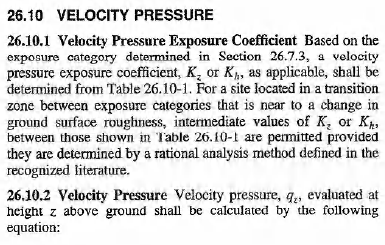 26.10 VELOCITY PRESSURE
26.10.1 Velocity Pressure Exposure Coefficient Based on the
exposure category determined in Section 26.7.3, a velocity
pressure exposure coefficient, Kz or Kh, as applicable, shall be
determined from Table 26.10-1. For a site located in a transition
zone between exposure categories that is near to a change in
ground surface roughness, intermediate values of Kz or Kh,
between those shown in Table 26.10-1 are permitted provided
they are determined by a rational analysis method defined in the
recognized literature.
26.10.2 Velocity Pressure Velocity pressure, qz, evaluated at
height z above ground shall be calculated by the following
equation: